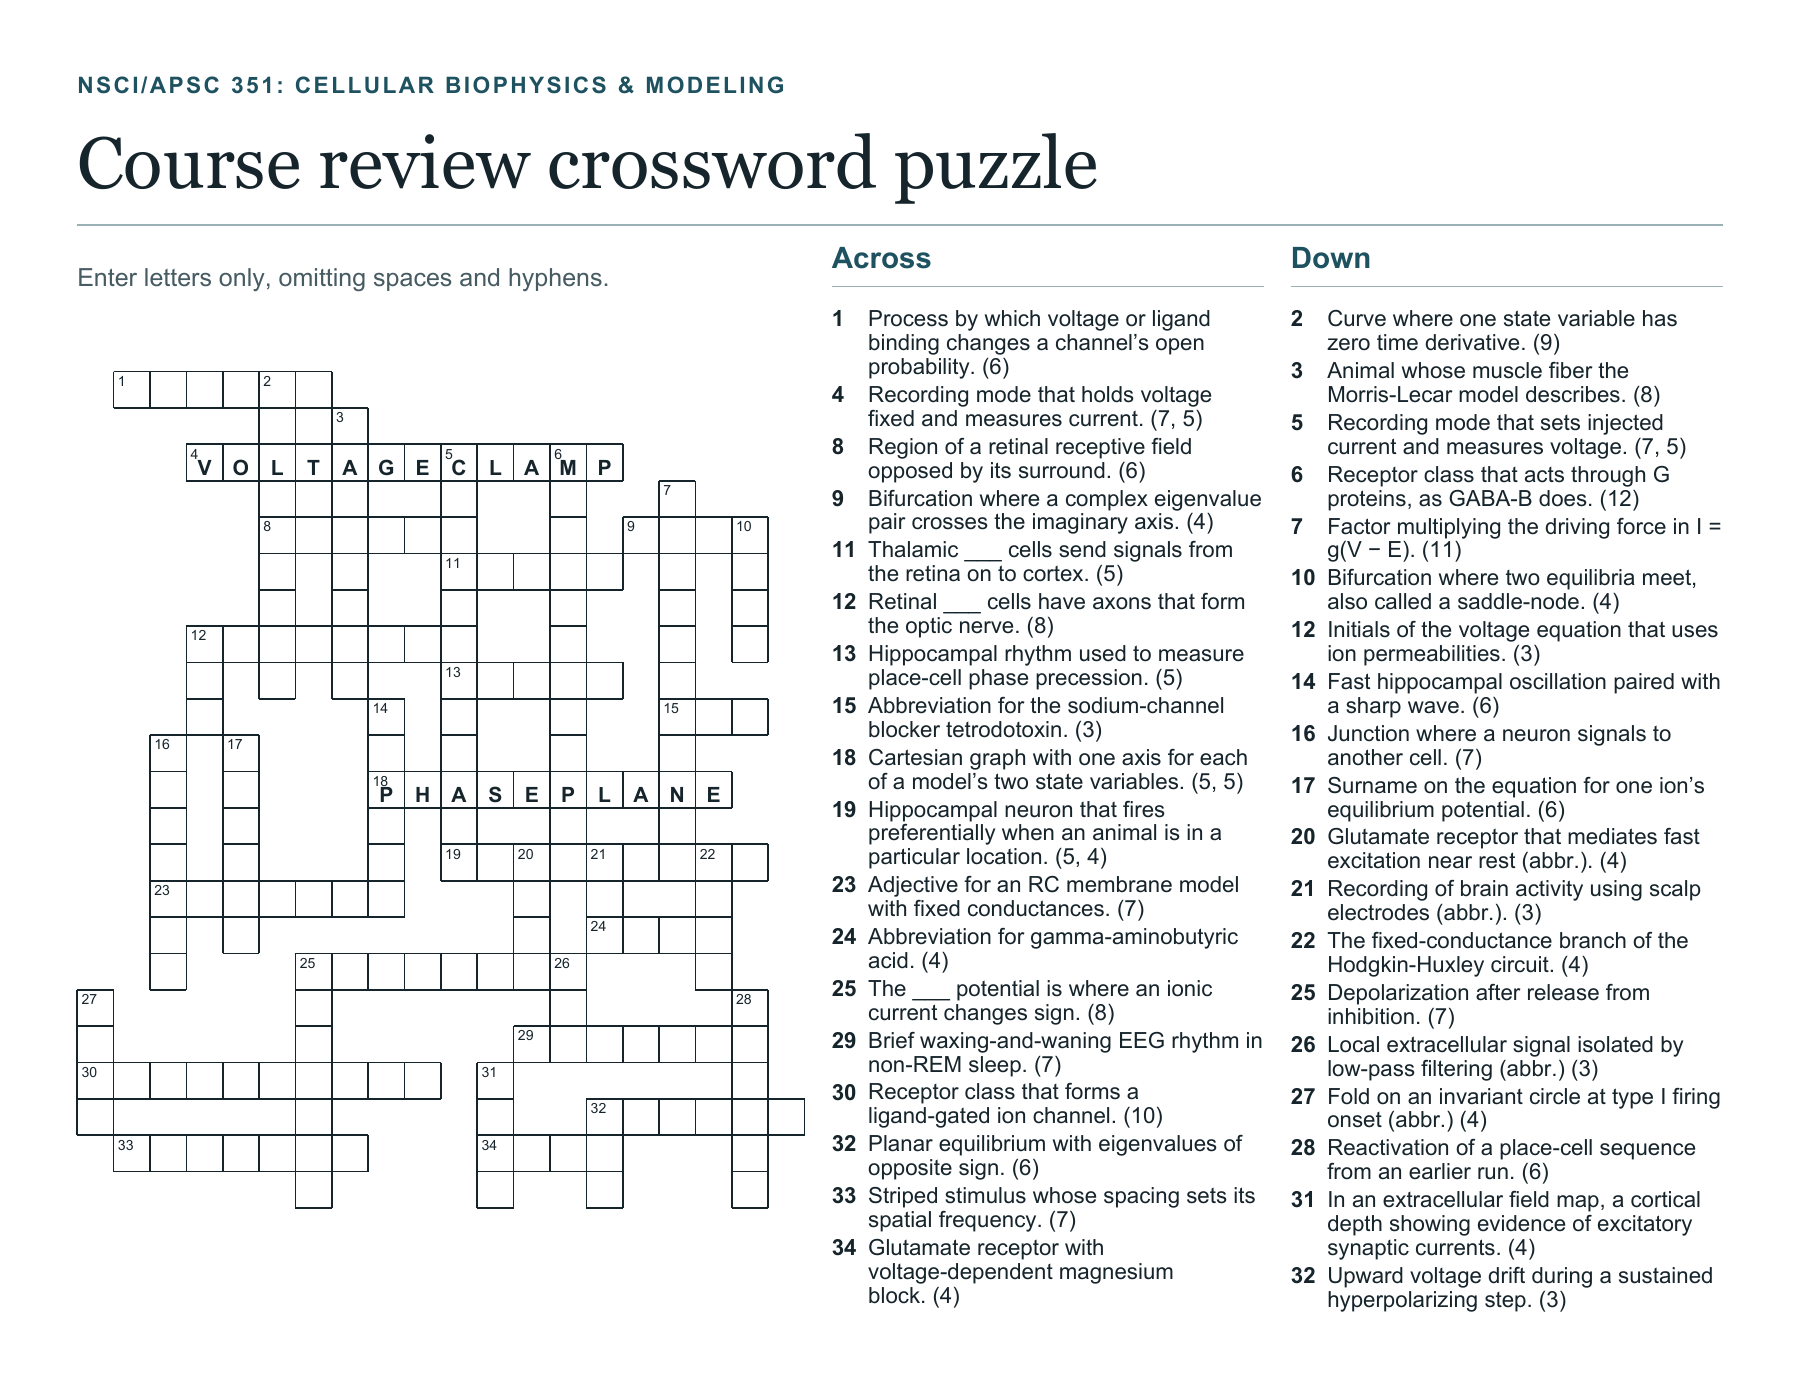 NSCI/APSC 351: CELLULAR BIOPHYSICS & MODELING
Course review crossword puzzle
Enter letters only, omitting spaces and hyphens.
1 2
3
4 V O L T A G E 5 C L A 6 M P
7
8 9 10
11
12
13
14 15
16 17
18 P H A S E P L A N E
19 20 21 22
23
24
25 26
27 28
29
30 31
32
33 34
Across
1 Process by which voltage or ligand
binding changes a channel’s open
probability. (6)
4 Recording mode that holds voltage
fixed and measures current. (7, 5)
8 Region of a retinal receptive field
opposed by its surround. (6)
9 Bifurcation where a complex eigenvalue
pair crosses the imaginary axis. (4)
11 Thalamic ___ cells send signals from
the retina on to cortex. (5)
12 Retinal ___ cells have axons that form
the optic nerve. (8)
13 Hippocampal rhythm used to measure
place-cell phase precession. (5)
15 Abbreviation for the sodium-channel
blocker tetrodotoxin. (3)
18 Cartesian graph with one axis for each
of a model’s two state variables. (5, 5)
19 Hippocampal neuron that fires
preferentially when an animal is in a
particular location. (5, 4)
23 Adjective for an RC membrane model
with fixed conductances. (7)
24 Abbreviation for gamma-aminobutyric
acid. (4)
25 The ___ potential is where an ionic
current changes sign. (8)
29 Brief waxing-and-waning EEG rhythm in
non-REM sleep. (7)
30 Receptor class that forms a
ligand-gated ion channel. (10)
32 Planar equilibrium with eigenvalues of
opposite sign. (6)
33 Striped stimulus whose spacing sets its
spatial frequency. (7)
34 Glutamate receptor with
voltage-dependent magnesium
block. (4)
Down
2 Curve where one state variable has
zero time derivative. (9)
3 Animal whose muscle fiber the
Morris-Lecar model describes. (8)
5 Recording mode that sets injected
current and measures voltage. (7, 5)
6 Receptor class that acts through G
proteins, as GABA-B does. (12)
7 Factor multiplying the driving force in I =
g(V − E). (11)
10 Bifurcation where two equilibria meet,
also called a saddle-node. (4)
12 Initials of the voltage equation that uses
ion permeabilities. (3)
14 Fast hippocampal oscillation paired with
a sharp wave. (6)
16 Junction where a neuron signals to
another cell. (7)
17 Surname on the equation for one ion’s
equilibrium potential. (6)
20 Glutamate receptor that mediates fast
excitation near rest (abbr.). (4)
21 Recording of brain activity using scalp
electrodes (abbr.). (3)
22 The fixed-conductance branch of the
Hodgkin-Huxley circuit. (4)
25 Depolarization after release from
inhibition. (7)
26 Local extracellular signal isolated by
low-pass filtering (abbr.) (3)
27 Fold on an invariant circle at type I firing
onset (abbr.) (4)
28 Reactivation of a place-cell sequence
from an earlier run. (6)
31 In an extracellular field map, a cortical
depth showing evidence of excitatory
synaptic currents. (4)
32 Upward voltage drift during a sustained
hyperpolarizing step. (3)